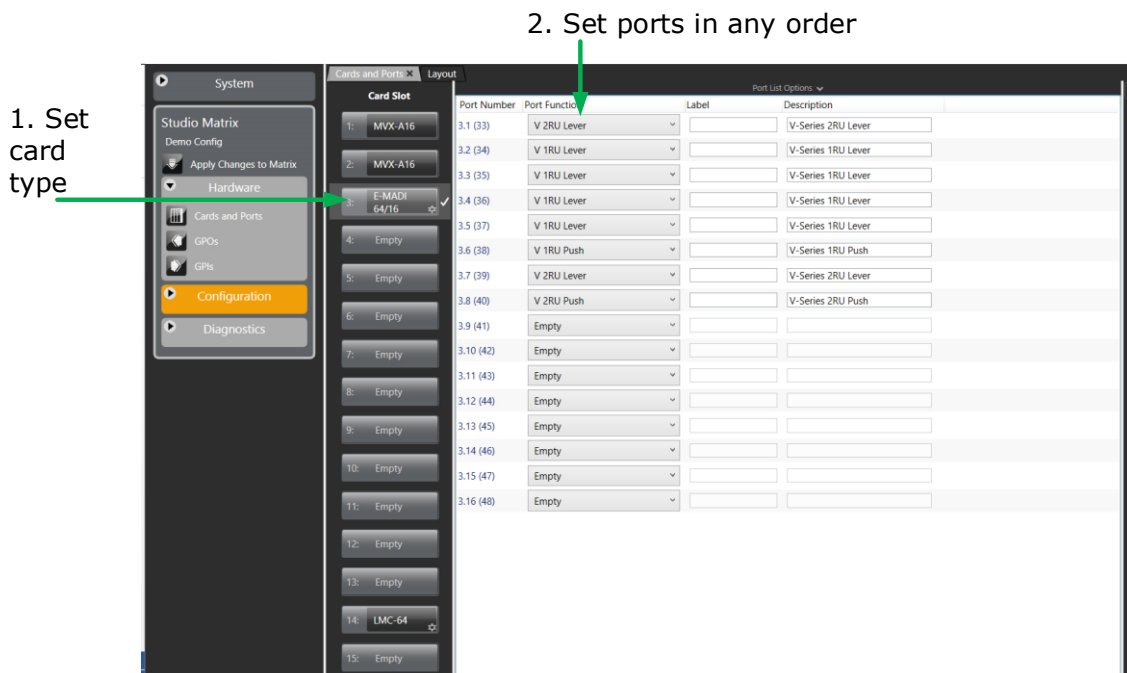 2. Set ports in any order
1. Set
card
type
System
Studio Matrix
Demo Config
Apply Changes to Matrix
Hardware
Cards and Ports
GPOs
GPIs
Configuration
Diagnostics
Cards and Ports × Layout
Card Slot
1: MVX-A16
2: MVX-A16
3: E-MADI
64/16
4: Empty
5: Empty
6: Empty
7: Empty
8: Empty
9: Empty
10: Empty
11: Empty
12: Empty
13: Empty
14: LMC-64
15: Empty
Port List Options
Port Number Port Function Label Description
3.1 (33) V 2RU Lever V-Series 2RU Lever
3.2 (34) V 1RU Lever V-Series 1RU Lever
3.3 (35) V 1RU Lever V-Series 1RU Lever
3.4 (36) V 1RU Lever V-Series 1RU Lever
3.5 (37) V 1RU Lever V-Series 1RU Lever
3.6 (38) V 1RU Push V-Series 1RU Push
3.7 (39) V 2RU Lever V-Series 2RU Lever
3.8 (40) V 2RU Push V-Series 2RU Push
3.9 (41) Empty
3.10 (42) Empty
3.11 (43) Empty
3.12 (44) Empty
3.13 (45) Empty
3.14 (46) Empty
3.15 (47) Empty
3.16 (48) Empty